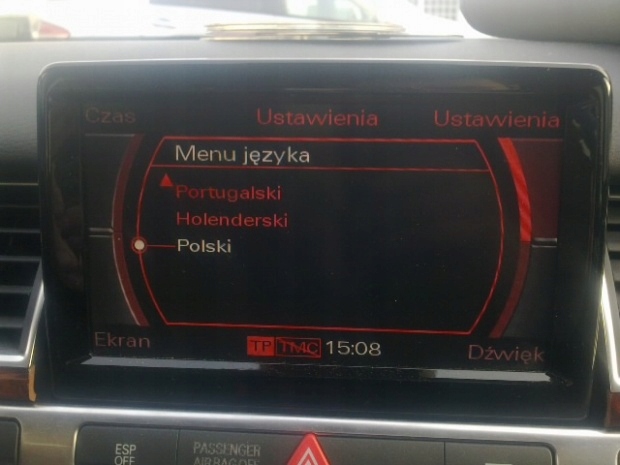 Czas Ustawienia Ustawienia
Menu języka
Portugalski
Holenderski
Polski
Ekran TP TMC 15:08 Dźwięk
ESP OFF PASSENGER AIRBAG OFF